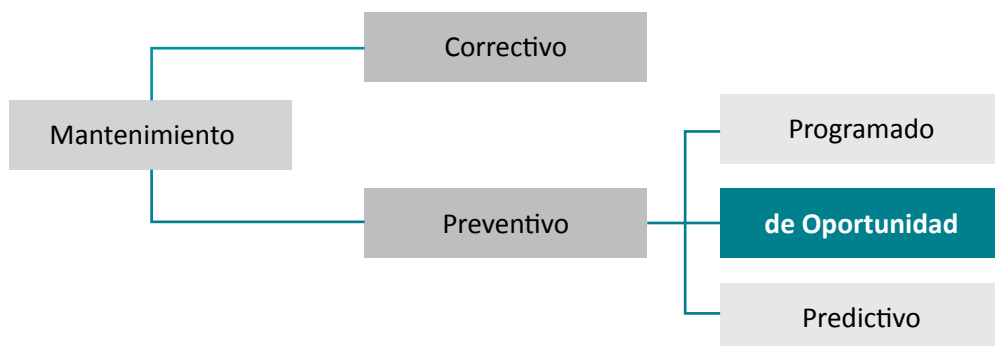 Correctivo
Mantenimiento
Programado
Preventivo
de Oportunidad
Predictivo